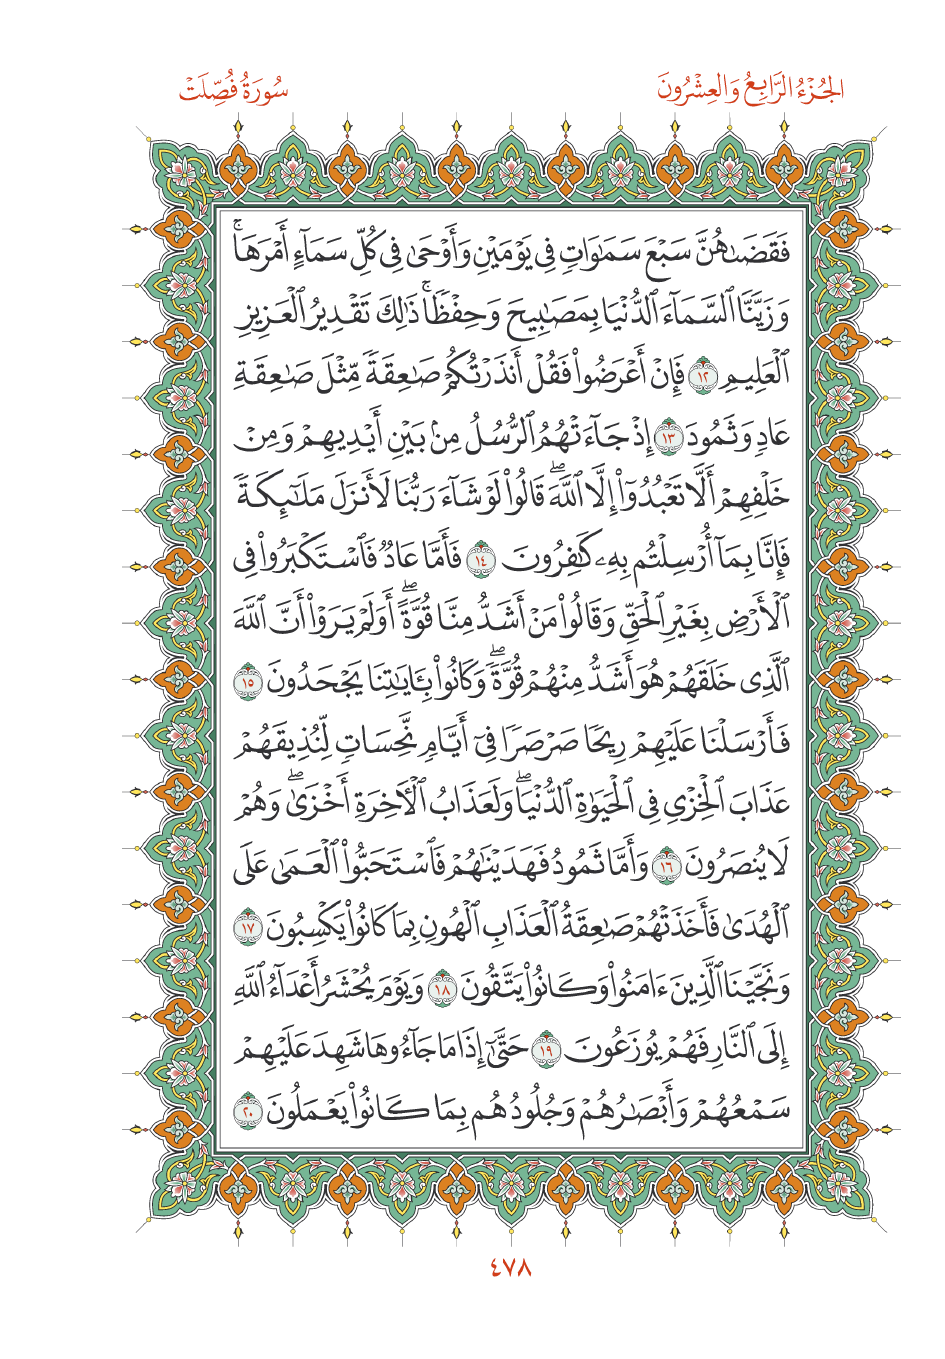 الجُزْءُ الرَّابِعُ وَالعِشْرُونَ
سُورَةُ فُصِّلَتْ
فَقَضَىٰهُنَّ سَبْعَ سَمَٰوَاتٖ فِي يَوۡمَيۡنِ وَأَوۡحَىٰ فِي كُلِّ سَمَآءٍ أَمۡرَهَاۚ
وَزَيَّنَّا ٱلسَّمَآءَ ٱلدُّنۡيَا بِمَصَٰبِيحَ وَحِفۡظٗاۚ ذَٰلِكَ تَقۡدِيرُ ٱلۡعَزِيزِ
ٱلۡعَلِيمِ ١٢ فَإِنۡ أَعۡرَضُواْ فَقُلۡ أَنذَرۡتُكُمۡ صَٰعِقَةٗ مِّثۡلَ صَٰعِقَةِ
عَادٖ وَثَمُودَ ١٣ إِذۡ جَآءَتۡهُمُ ٱلرُّسُلُ مِنۢ بَيۡنِ أَيۡدِيهِمۡ وَمِنۡ
خَلۡفِهِمۡ أَلَّا تَعۡبُدُوٓاْ إِلَّا ٱللَّهَۖ قَالُواْ لَوۡ شَآءَ رَبُّنَا لَأَنزَلَ مَلَٰٓئِكَةٗ
فَإِنَّا بِمَآ أُرۡسِلۡتُم بِهِۦ كَٰفِرُونَ ١٤ فَأَمَّا عَادٞ فَٱسۡتَكۡبَرُواْ فِي
ٱلۡأَرۡضِ بِغَيۡرِ ٱلۡحَقِّ وَقَالُواْ مَنۡ أَشَدُّ مِنَّا قُوَّةًۖ أَوَلَمۡ يَرَوۡاْ أَنَّ ٱللَّهَ
ٱلَّذِي خَلَقَهُمۡ هُوَ أَشَدُّ مِنۡهُمۡ قُوَّةٗۖ وَكَانُواْ بِـَٔايَٰتِنَا يَجۡحَدُونَ ١٥
فَأَرۡسَلۡنَا عَلَيۡهِمۡ رِيحٗا صَرۡصَرٗا فِيٓ أَيَّامٖ نَّحِسَاتٖ لِّنُذِيقَهُمۡ
عَذَابَ ٱلۡخِزۡيِ فِي ٱلۡحَيَوٰةِ ٱلدُّنۡيَاۖ وَلَعَذَابُ ٱلۡأٓخِرَةِ أَخۡزَىٰۖ وَهُمۡ
لَا يُنصَرُونَ ١٦ وَأَمَّا ثَمُودُ فَهَدَيۡنَٰهُمۡ فَٱسۡتَحَبُّواْ ٱلۡعَمَىٰ عَلَى
ٱلۡهُدَىٰ فَأَخَذَتۡهُمۡ صَٰعِقَةُ ٱلۡعَذَابِ ٱلۡهُونِ بِمَا كَانُواْ يَكۡسِبُونَ ١٧
وَنَجَّيۡنَا ٱلَّذِينَ ءَامَنُواْ وَكَانُواْ يَتَّقُونَ ١٨ وَيَوۡمَ يُحۡشَرُ أَعۡدَآءُ ٱللَّهِ
إِلَى ٱلنَّارِ فَهُمۡ يُوزَعُونَ ١٩ حَتَّىٰٓ إِذَا مَا جَآءُوهَا شَهِدَ عَلَيۡهِمۡ
سَمۡعُهُمۡ وَأَبۡصَٰرُهُمۡ وَجُلُودُهُم بِمَا كَانُواْ يَعۡمَلُونَ ٢٠
٤٧٨